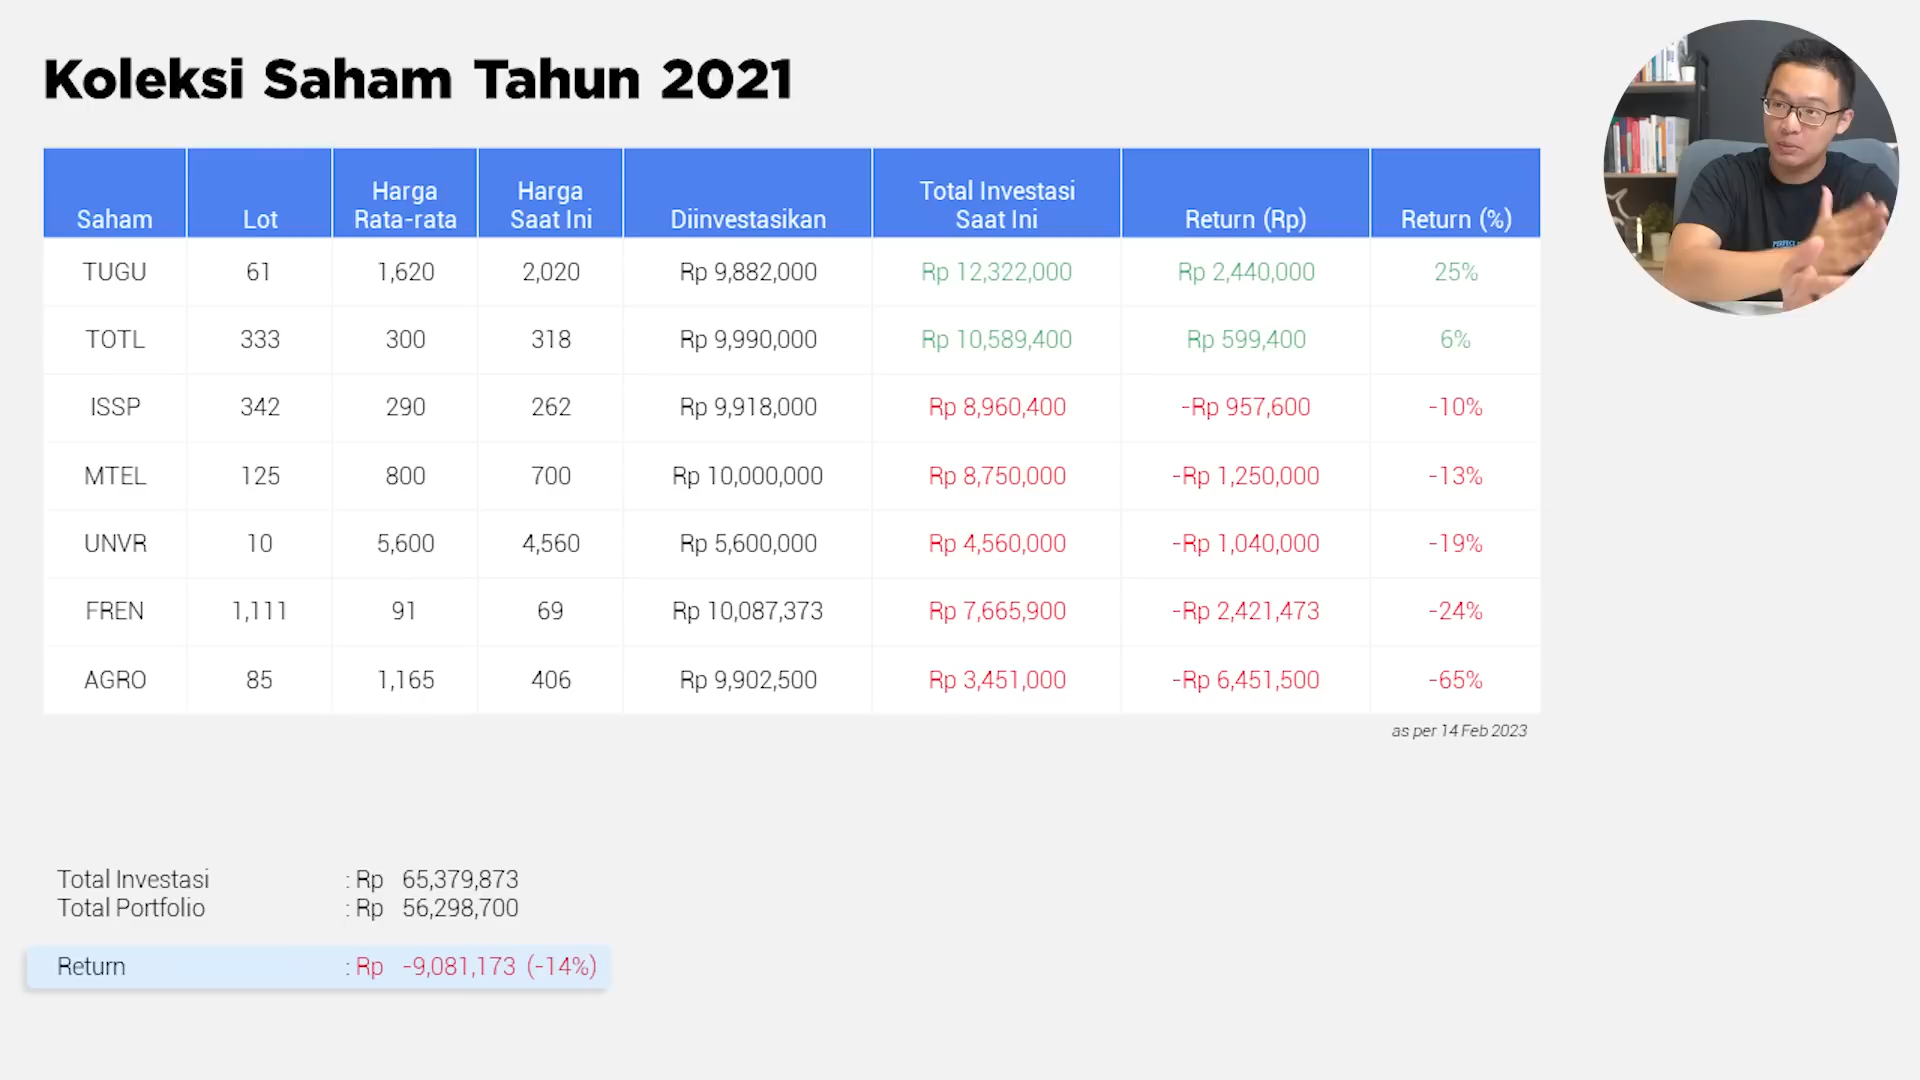 Koleksi Saham Tahun 2021
Saham Lot Harga Rata-rata Harga Saat Ini Diinvestasikan Total Investasi Saat Ini Return (Rp) Return (%)
TUGU 61 1,620 2,020 Rp 9,882,000 Rp 12,322,000 Rp 2,440,000 25%
TOTL 333 300 318 Rp 9,990,000 Rp 10,589,400 Rp 599,400 6%
ISSP 342 290 262 Rp 9,918,000 Rp 8,960,400 -Rp 957,600 -10%
MTEL 125 800 700 Rp 10,000,000 Rp 8,750,000 -Rp 1,250,000 -13%
UNVR 10 5,600 4,560 Rp 5,600,000 Rp 4,560,000 -Rp 1,040,000 -19%
FREN 1,111 91 69 Rp 10,087,373 Rp 7,665,900 -Rp 2,421,473 -24%
AGRO 85 1,165 406 Rp 9,902,500 Rp 3,451,000 -Rp 6,451,500 -65%
as per 14 Feb 2023
Total Investasi : Rp 65,379,873
Total Portfolio : Rp 56,298,700
Return : Rp -9,081,173 (-14%)